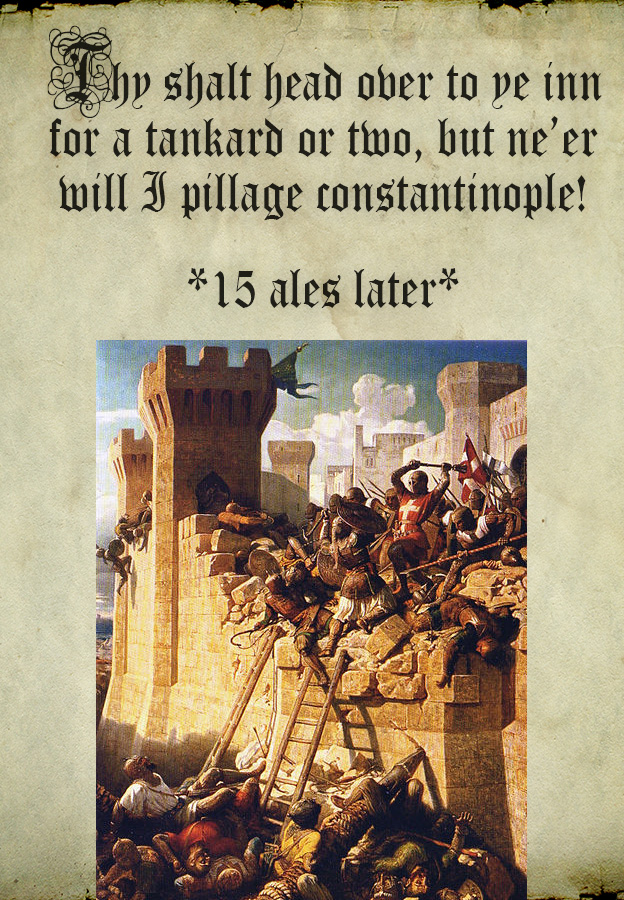 Thy shalt head over to ye inn
for a tankard or two, but ne'er
will I pillage constantinople!
*15 ales later*